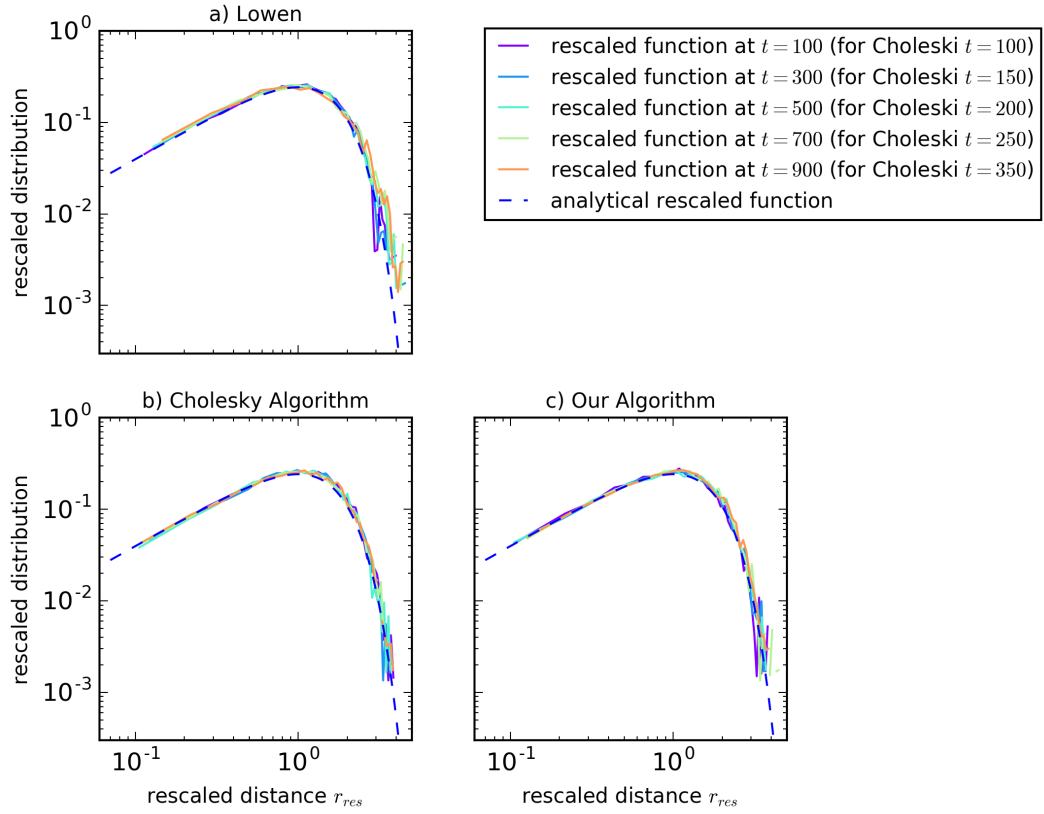 a) Lowen
10^0
10^-1
10^-2
10^-3
rescaled distribution
rescaled function at t=100 (for Choleski t=100)
rescaled function at t=300 (for Choleski t=150)
rescaled function at t=500 (for Choleski t=200)
rescaled function at t=700 (for Choleski t=250)
rescaled function at t=900 (for Choleski t=350)
analytical rescaled function
b) Cholesky Algorithm
10^0
10^-1
10^-2
10^-3
rescaled distribution
10^-1 10^0
rescaled distance r_res
c) Our Algorithm
10^-1 10^0
rescaled distance r_res